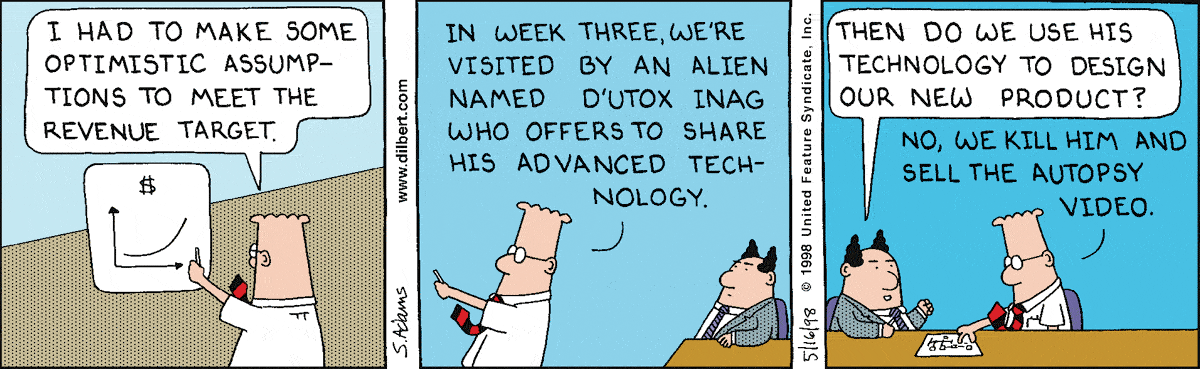 I HAD TO MAKE SOME
OPTIMISTIC ASSUMP-
TIONS TO MEET THE
REVENUE TARGET.
$
S.Adams
www.dilbert.com
IN WEEK THREE, WE'RE
VISITED BY AN ALIEN
NAMED D'UTOX INAG
WHO OFFERS TO SHARE
HIS ADVANCED TECH-
NOLOGY.
5/16/98 © 1998 United Feature Syndicate, Inc.
THEN DO WE USE HIS
TECHNOLOGY TO DESIGN
OUR NEW PRODUCT?
NO, WE KILL HIM AND
SELL THE AUTOPSY
VIDEO.